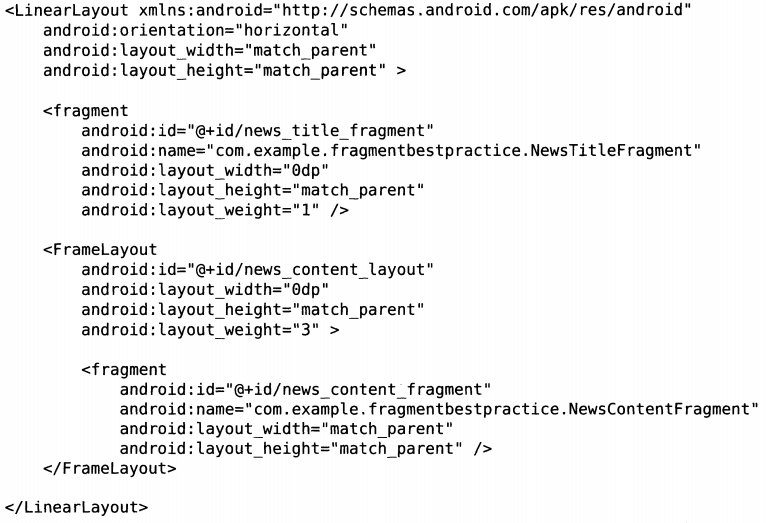 <LinearLayout xmlns:android="http://schemas.android.com/apk/res/android"
    android:orientation="horizontal"
    android:layout_width="match_parent"
    android:layout_height="match_parent" >

    <fragment
        android:id="@+id/news_title_fragment"
        android:name="com.example.fragmentbestpractice.NewsTitleFragment"
        android:layout_width="0dp"
        android:layout_height="match_parent"
        android:layout_weight="1" />

    <FrameLayout
        android:id="@+id/news_content_layout"
        android:layout_width="0dp"
        android:layout_height="match_parent"
        android:layout_weight="3" >

        <fragment
            android:id="@+id/news_content_fragment"
            android:name="com.example.fragmentbestpractice.NewsContentFragment"
            android:layout_width="match_parent"
            android:layout_height="match_parent" />
    </FrameLayout>

</LinearLayout>